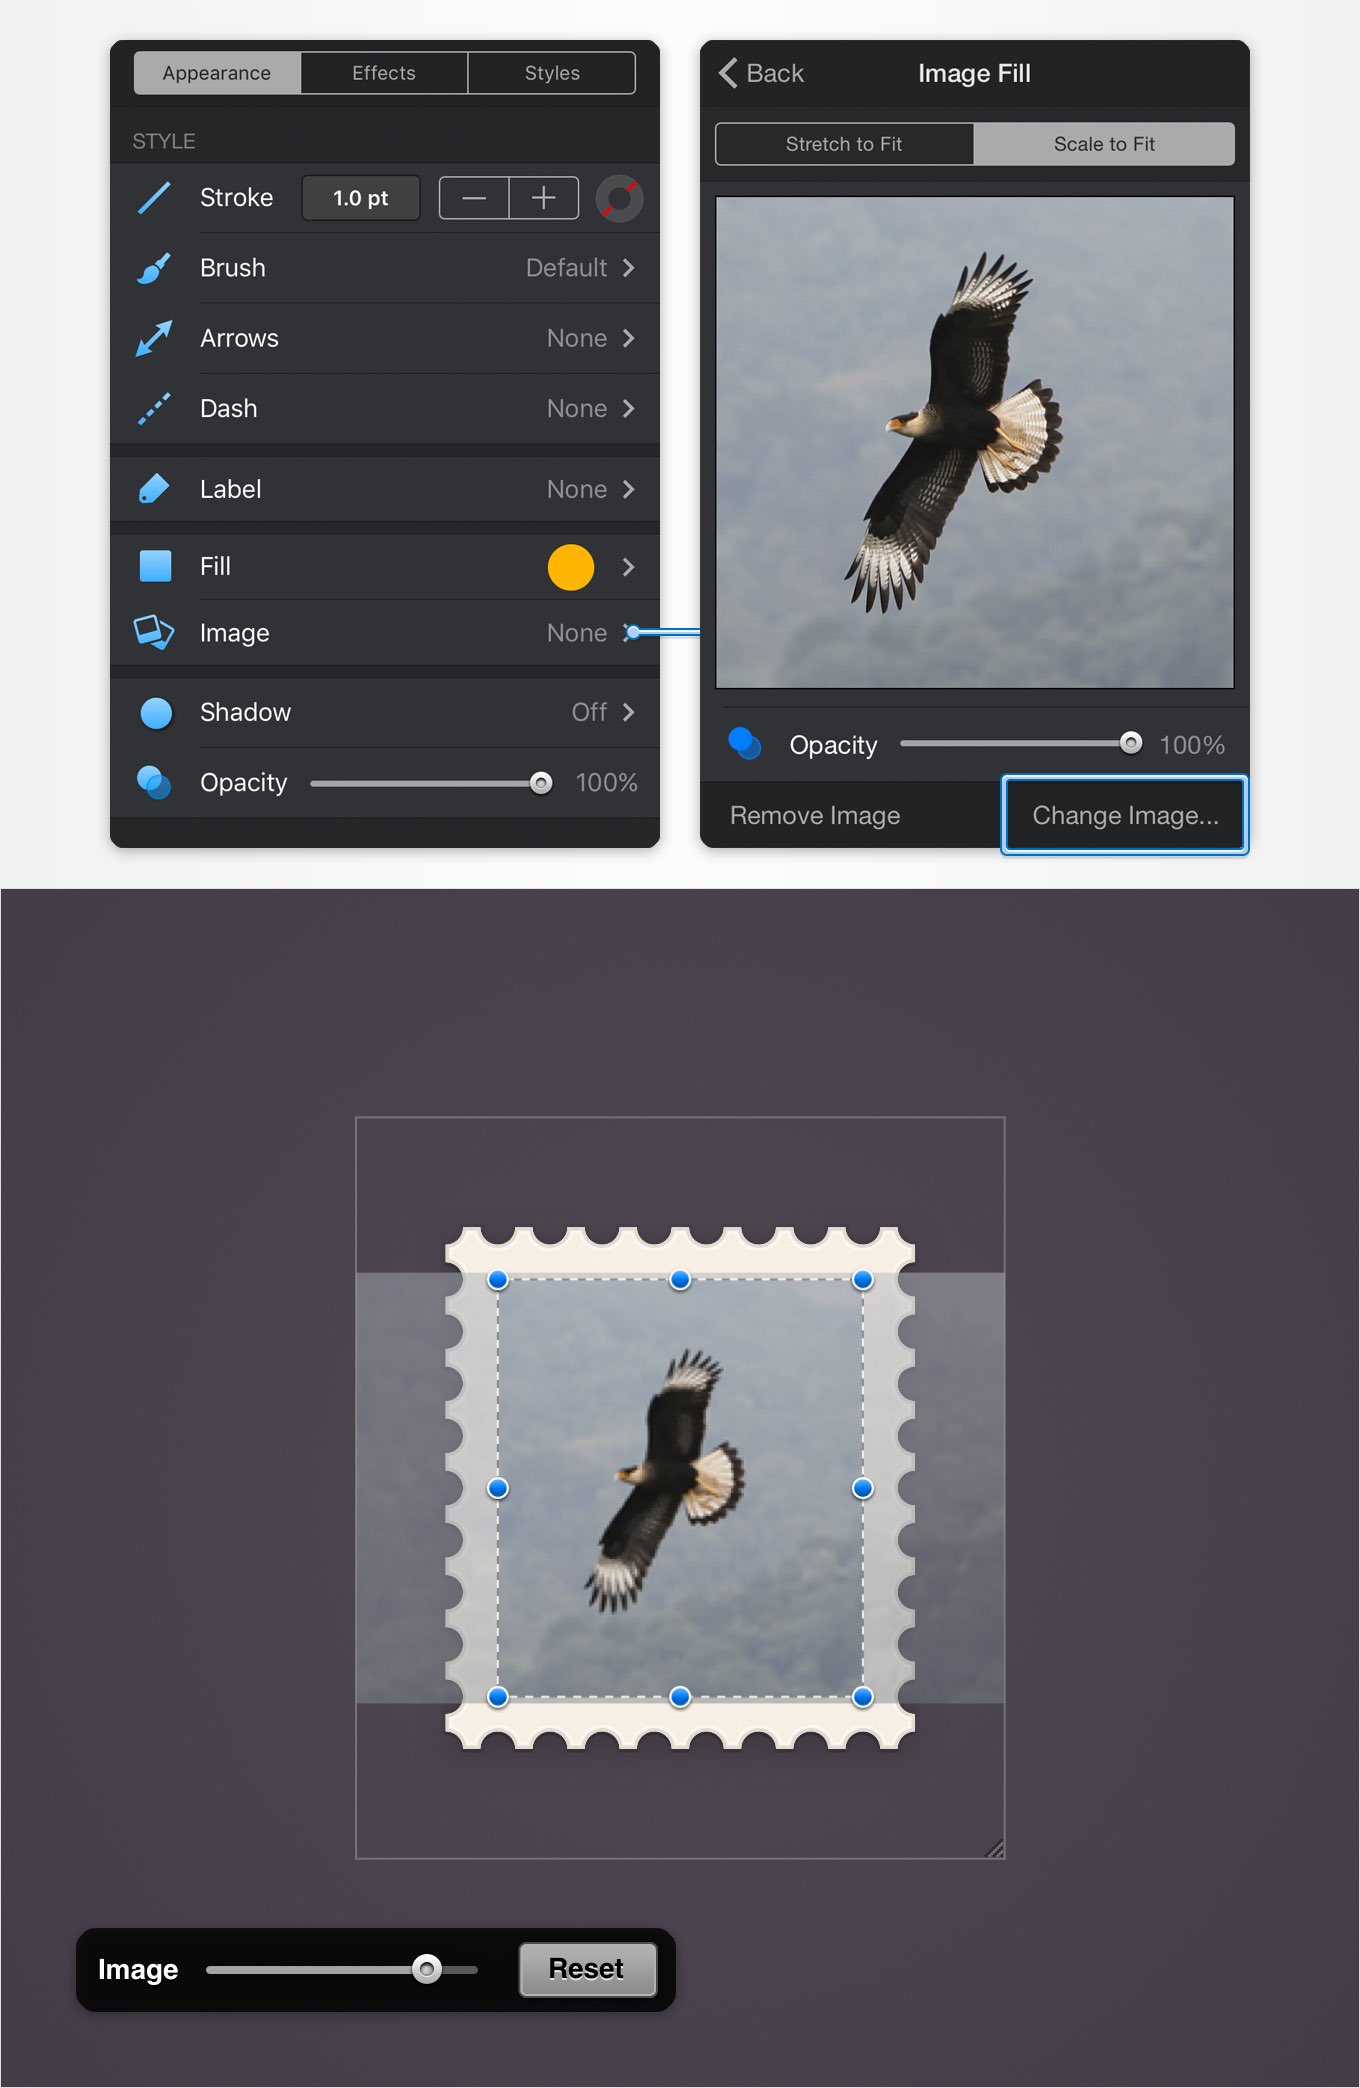 Appearance
Effects
Styles
STYLE
Stroke 1.0 pt
Brush Default
Arrows None
Dash None
Label None
Fill
Image None
Shadow Off
Opacity 100%
Back
Image Fill
Stretch to Fit
Scale to Fit
Opacity 100%
Remove Image
Change Image...
Image
Reset